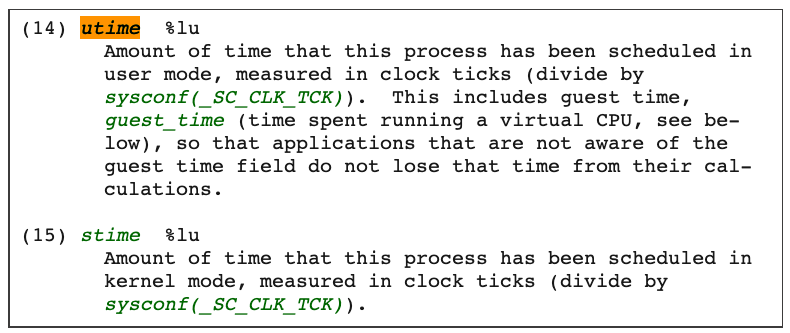 (14) utime  %lu
Amount of time that this process has been scheduled in
user mode, measured in clock ticks (divide by
sysconf(_SC_CLK_TCK)).  This includes guest time,
guest_time (time spent running a virtual CPU, see be-
low), so that applications that are not aware of the
guest time field do not lose that time from their cal-
culations.
(15) stime  %lu
Amount of time that this process has been scheduled in
kernel mode, measured in clock ticks (divide by
sysconf(_SC_CLK_TCK)).